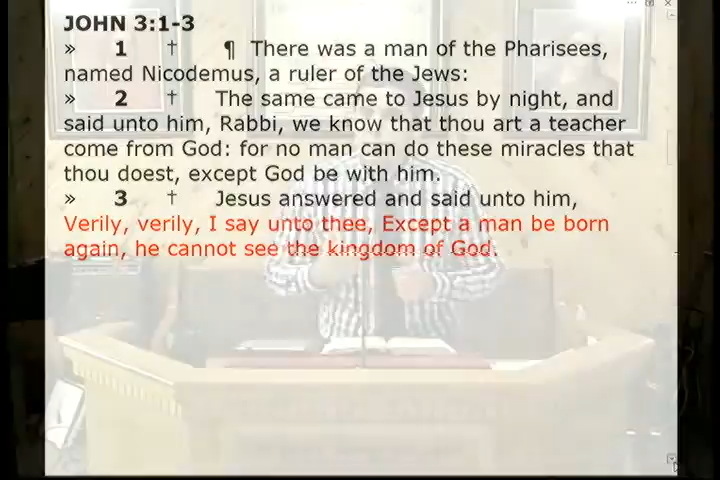 JOHN 3:1-3
» 1 † ¶ There was a man of the Pharisees,
named Nicodemus, a ruler of the Jews:
» 2 † The same came to Jesus by night, and
said unto him, Rabbi, we know that thou art a teacher
come from God: for no man can do these miracles that
thou doest, except God be with him.
» 3 † Jesus answered and said unto him,
Verily, verily, I say unto thee, Except a man be born
again, he cannot see the kingdom of God.